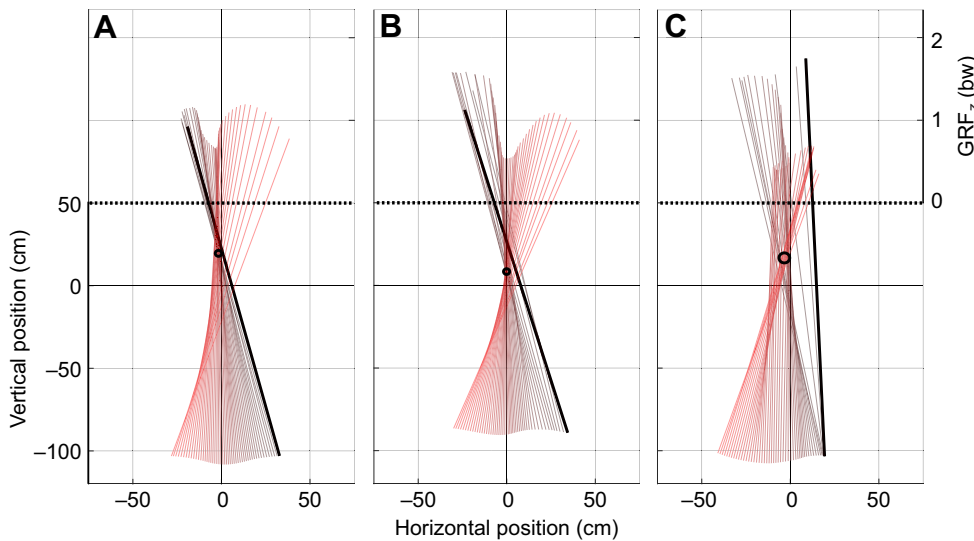 A
B
C
2
1
0
GRFz (bw)
50
0
–50
–100
Vertical position (cm)
–50 0 50
–50 0 50
–50 0 50
Horizontal position (cm)